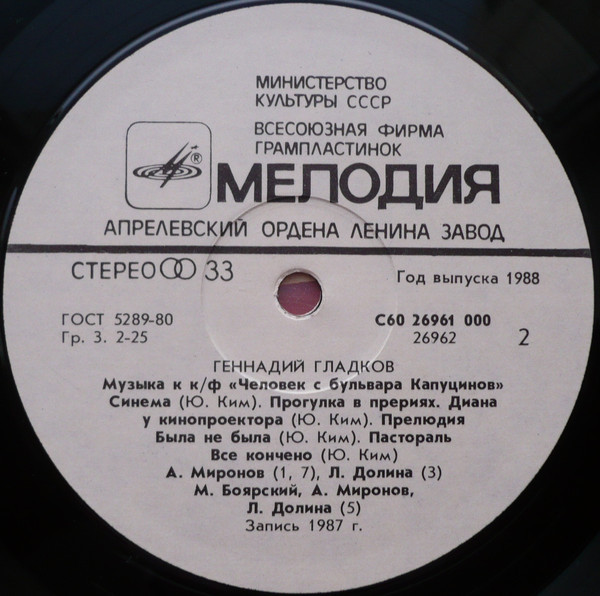 МИНИСТЕРСТВО
КУЛЬТУРЫ СССР
ВСЕСОЮЗНАЯ ФИРМА
ГРАМПЛАСТИНОК
®
МЕЛОДИЯ
АПРЕЛЕВСКИЙ ОРДЕНА ЛЕНИНА ЗАВОД
СТЕРЕО 33
Год выпуска 1988
ГОСТ 5289-80
Гр. 3. 2-25
С60 26961 000
26962
2
ГЕННАДИЙ ГЛАДКОВ
Музыка к к/ф «Человек с бульвара Капуцинов»
Синема (Ю. Ким). Прогулка в прериях. Диана
у кинопроектора (Ю. Ким). Прелюдия
Была не была (Ю. Ким). Пастораль
Все кончено (Ю. Ким)
А. Миронов (1, 7), Л. Долина (3)
М. Боярский, А. Миронов,
Л. Долина (5)
Запись 1987 г.